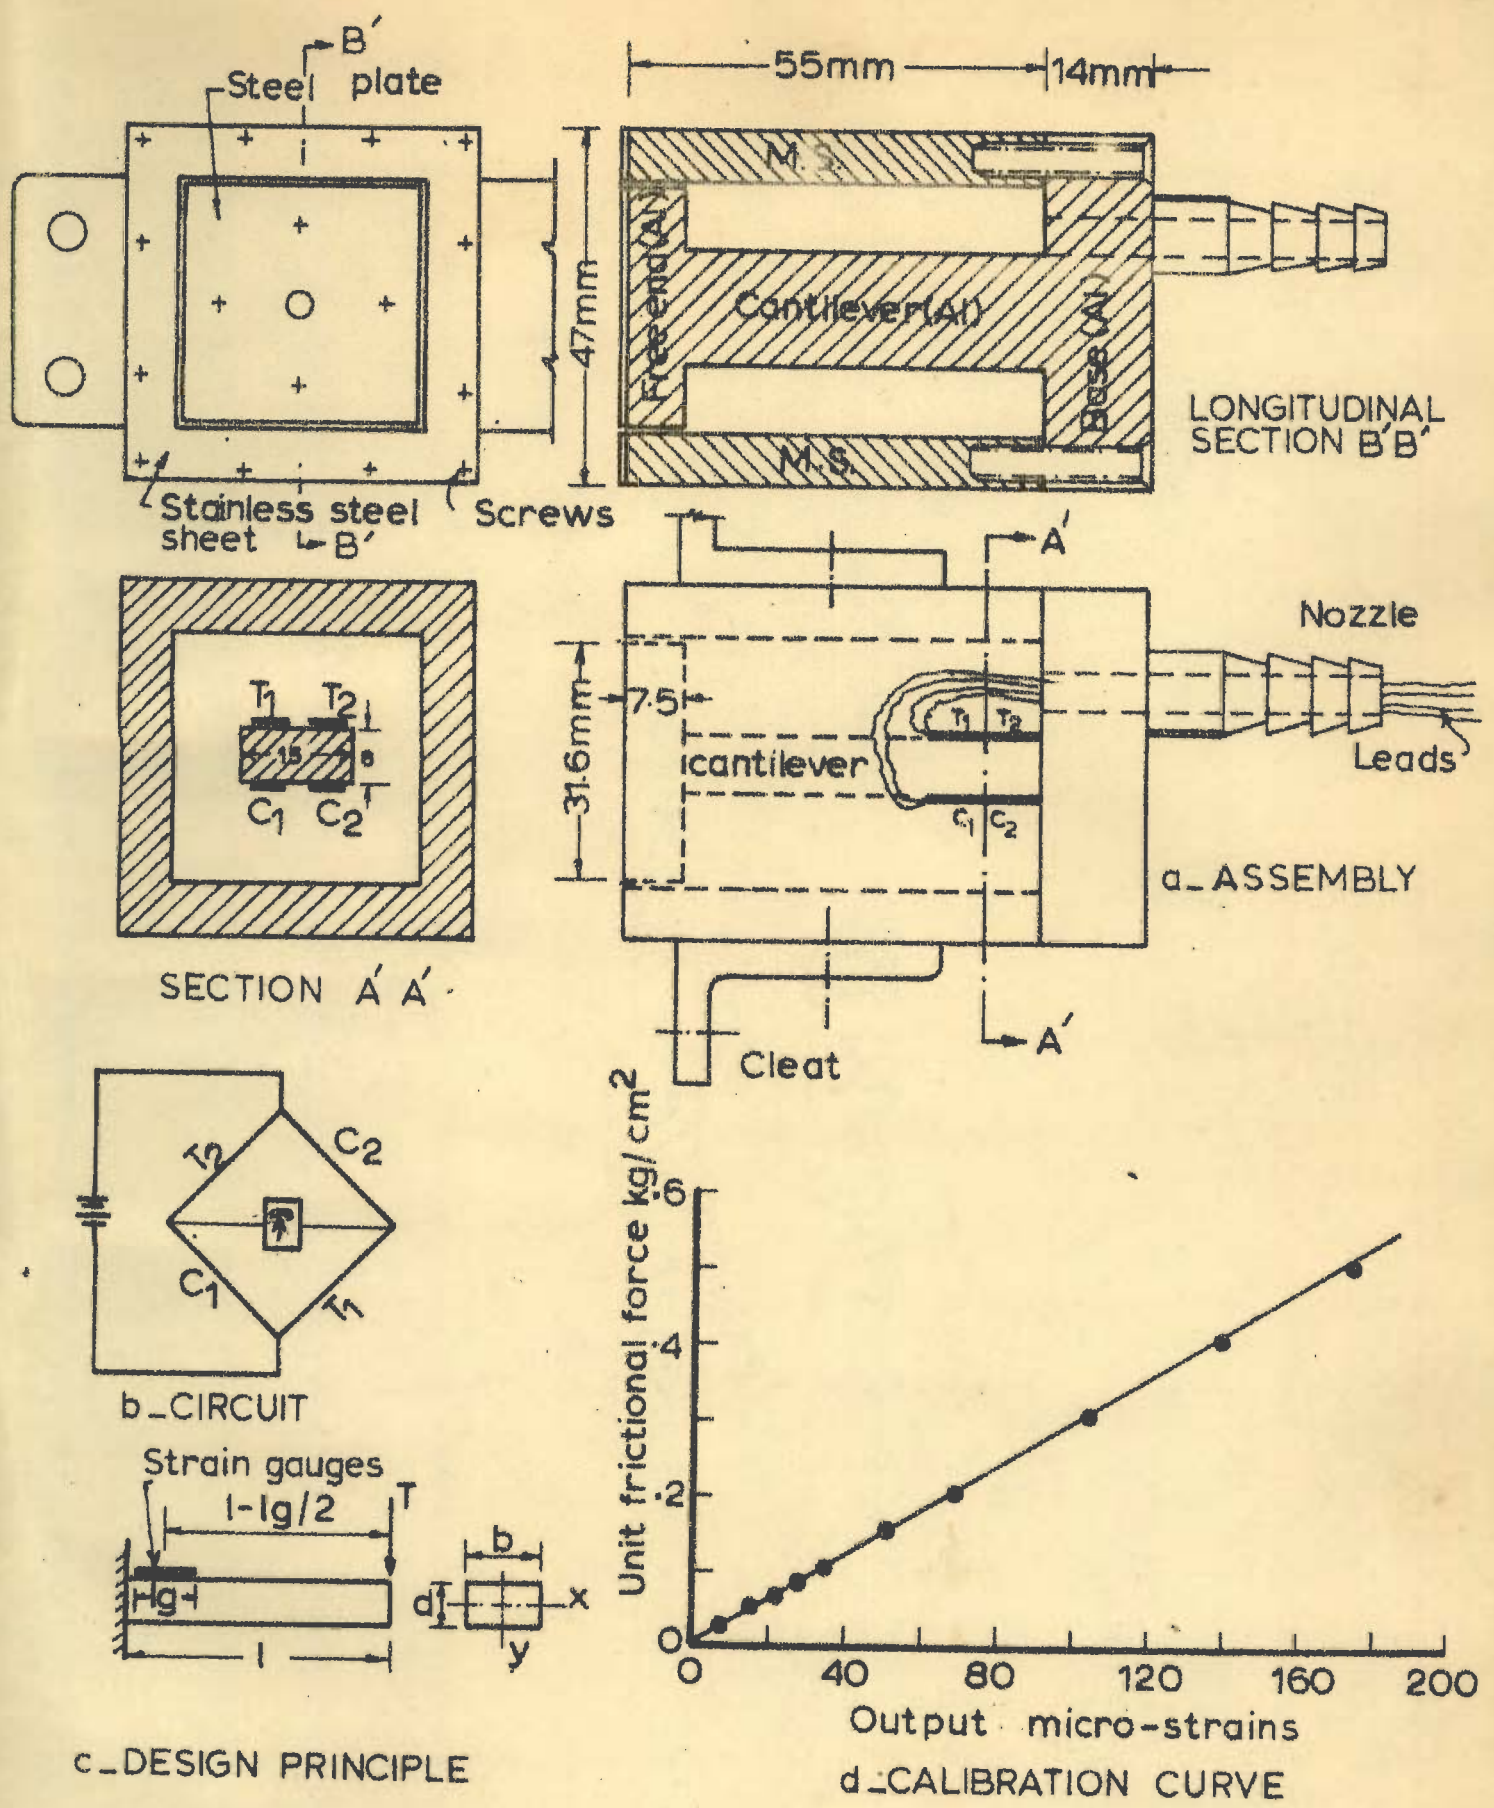 B′
Steel plate
Stainless steel
sheet
B′
Screws
55mm
14mm
47mm
M.S.
Free end (Al)
Cantilever(Al)
Base (Al)
M.S.
LONGITUDINAL
SECTION B′B′
T1 T2
15
8
C1 C2
SECTION A′ A′
A′
Nozzle
31.6mm
7.5
T1 T2
cantilever
C1 C2
Leads
a_ASSEMBLY
A′
Cleat
T2
C2
C1
T1
b_CIRCUIT
Strain gauges
l-lg/2
T
lg
l
b
d
x
y
c_DESIGN PRINCIPLE
Unit frictional force kg/cm2
.6
.4
.2
0
0 40 80 120 160 200
Output micro-strains
d_CALIBRATION CURVE